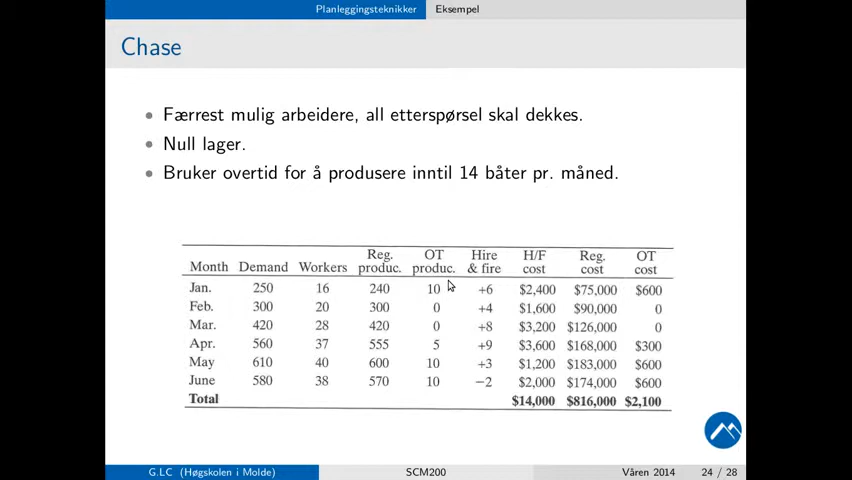 Planleggingsteknikker Eksempel
Chase
• Færrest mulig arbeidere, all etterspørsel skal dekkes.
• Null lager.
• Bruker overtid for å produsere inntil 14 båter pr. måned.
Reg. OT Hire H/F Reg. OT
Month Demand Workers produc. produc. & fire cost cost cost
Jan. 250 16 240 10 +6 $2,400 $75,000 $600
Feb. 300 20 300 0 +4 $1,600 $90,000 0
Mar. 420 28 420 0 +8 $3,200 $126,000 0
Apr. 560 37 555 5 +9 $3,600 $168,000 $300
May 610 40 600 10 +3 $1,200 $183,000 $600
June 580 38 570 10 −2 $2,000 $174,000 $600
Total $14,000 $816,000 $2,100
G.LC (Høgskolen i Molde) SCM200 Våren 2014 24 / 28